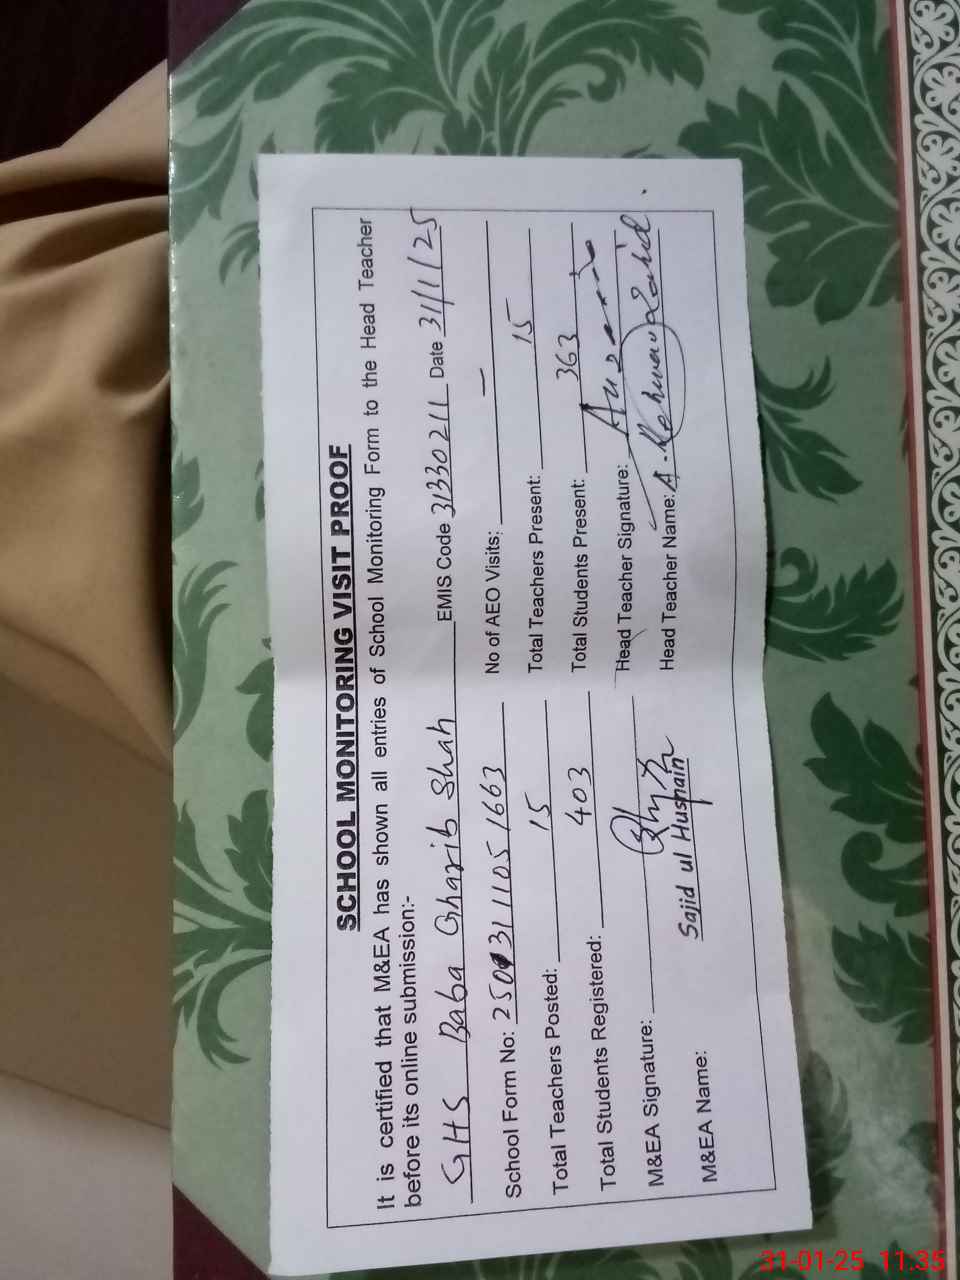 SCHOOL MONITORING VISIT PROOF
It is certified that M&EA has shown all entries of School Monitoring Form to the Head Teacher
before its online submission:-
GHS Baba Gharib Shah EMIS Code 31330211 Date 31/1/25
School Form No: 25013111051663 No of AEO Visits: —
Total Teachers Posted: 15 Total Teachers Present: 15
Total Students Registered: 403 Total Students Present: 363
M&EA Signature: Head Teacher Signature:
M&EA Name: Sajid ul Husnain Head Teacher Name: A.
31-01-25 11:35